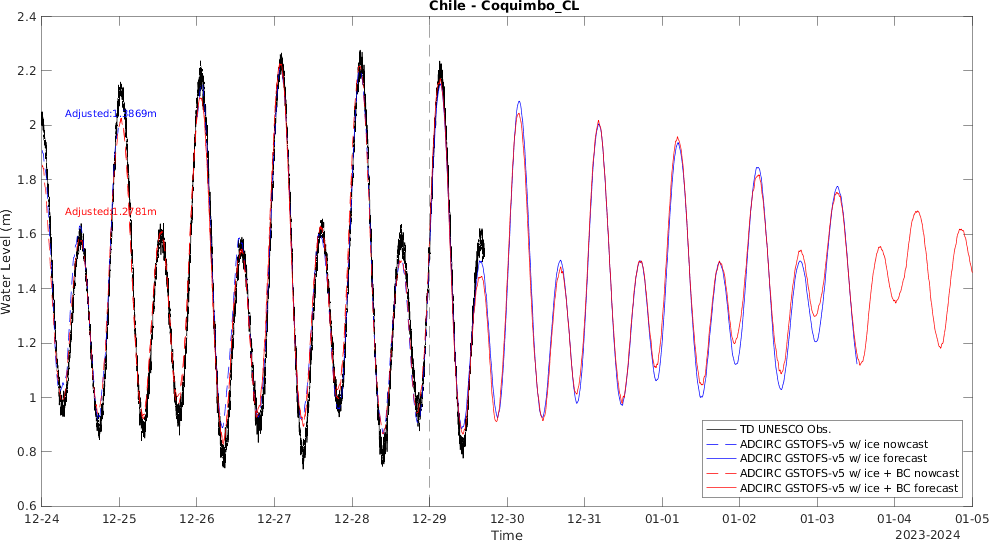 Chile - Coquimbo_CL
2.4
2.2
2
1.8
1.6
1.4
1.2
1
0.8
0.6
Water Level (m)
Adjusted:1.2781m
TD UNESCO Obs.
ADCIRC GSTOFS-v5 w/ ice nowcast
ADCIRC GSTOFS-v5 w/ ice forecast
ADCIRC GSTOFS-v5 w/ ice + BC nowcast
ADCIRC GSTOFS-v5 w/ ice + BC forecast
12-24 12-25 12-26 12-27 12-28 12-29 12-30 12-31 01-01 01-02 01-03 01-04 01-05
Time
2023-2024